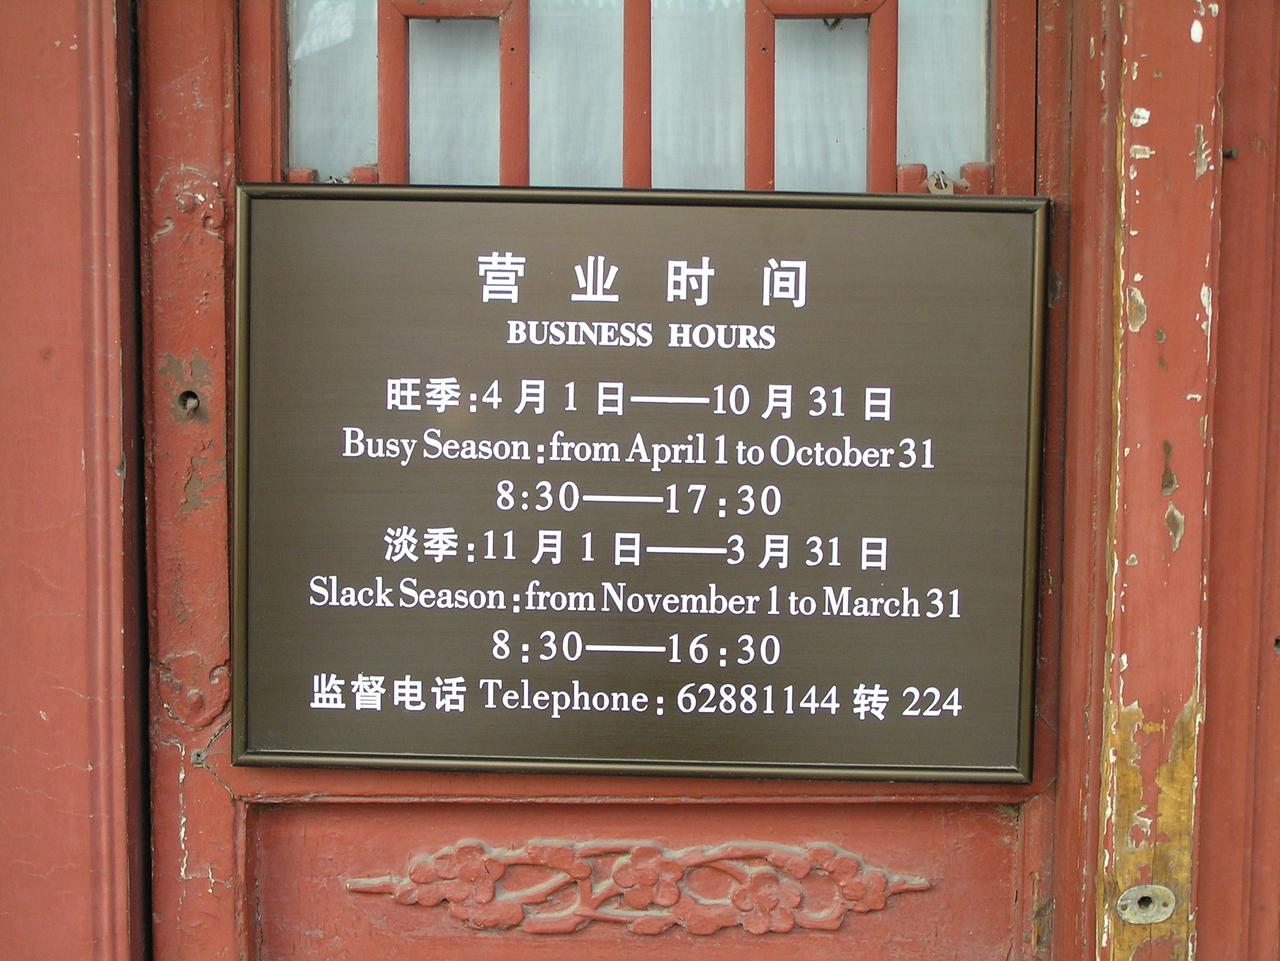 营业时间
BUSINESS HOURS
旺季:4月1日——10月31日
Busy Season:from April 1 to October 31
8:30——17:30
淡季:11月1日——3月31日
Slack Season:from November 1 to March 31
8:30——16:30
监督电话 Telephone: 62881144 转 224